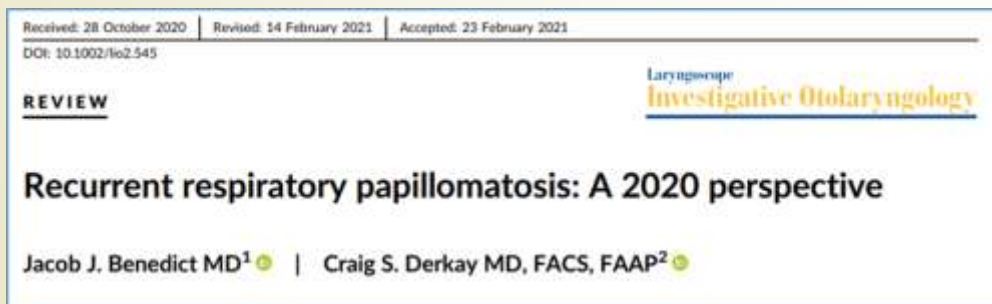 Received: 28 October 2020 | Revised: 14 February 2021 | Accepted: 23 February 2021
DOI: 10.1002/lio2.545
REVIEW
Laryngoscope
Investigative Otolaryngology
Recurrent respiratory papillomatosis: A 2020 perspective
Jacob J. Benedict MD¹ | Craig S. Derkay MD, FACS, FAAP²